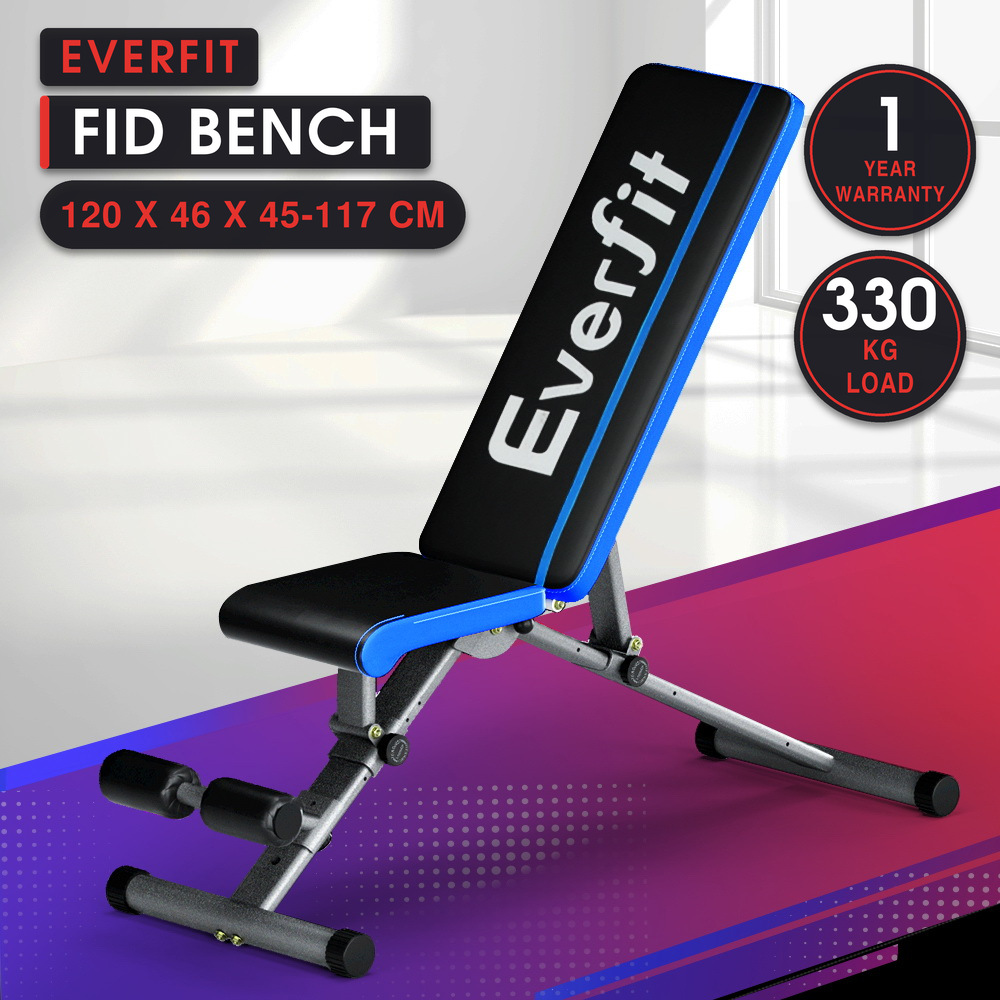 EVERFIT
FID BENCH
120 X 46 X 45-117 CM
1
YEAR
WARRANTY
330
KG
LOAD
Everfit